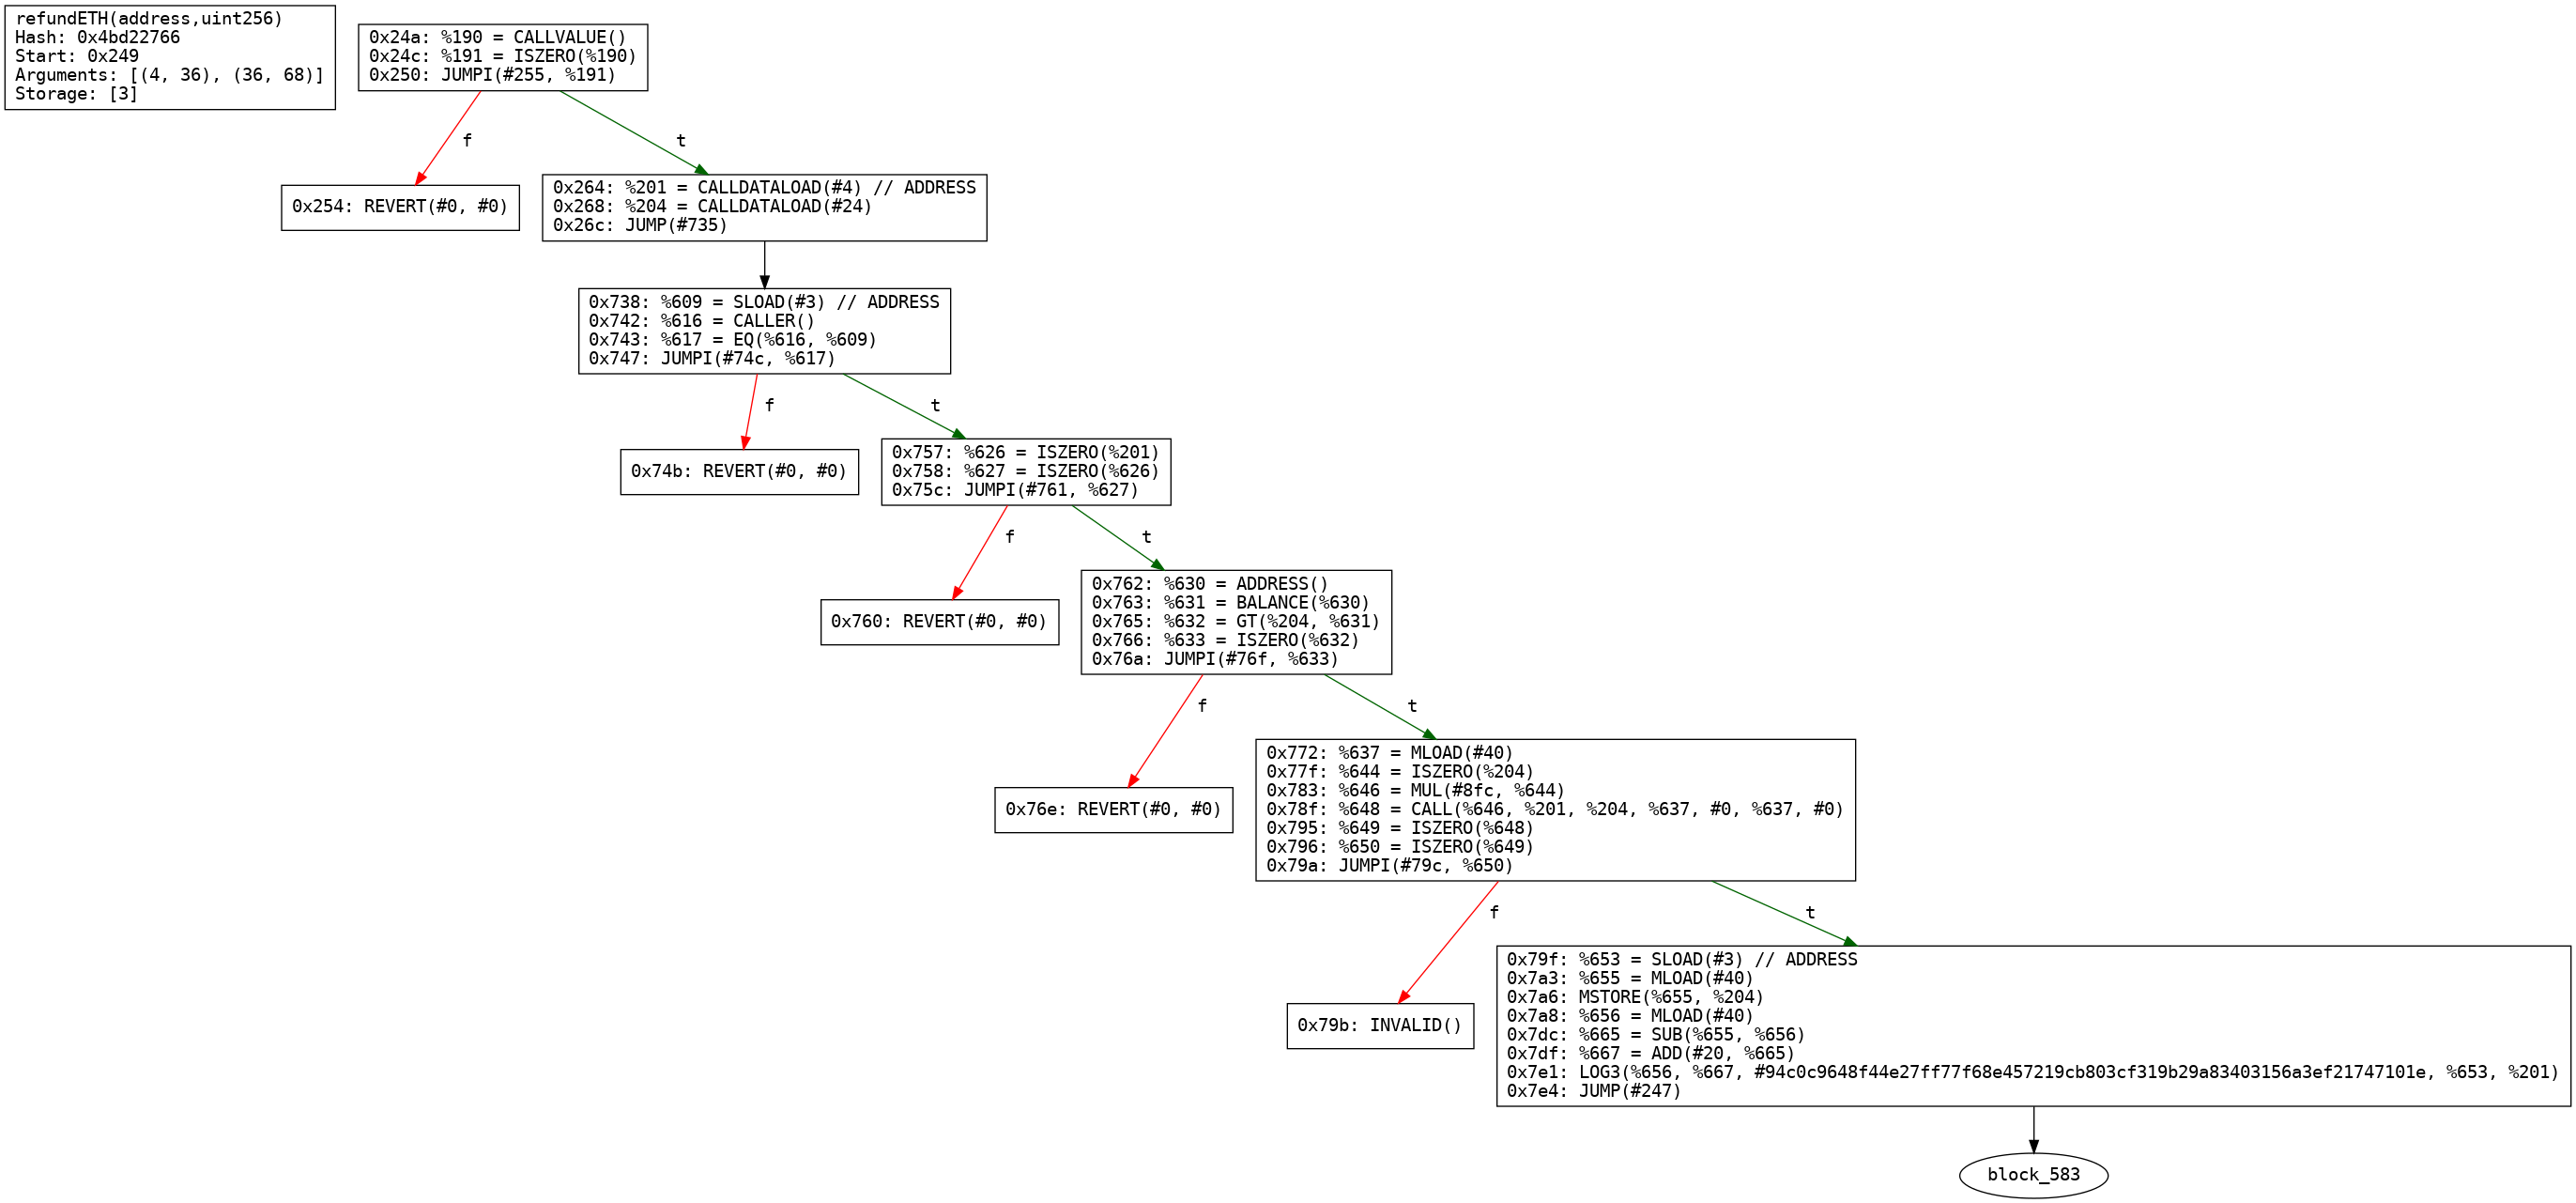 refundETH(address,uint256)
Hash: 0x4bd22766
Start: 0x249
Arguments: [(4, 36), (36, 68)]
Storage: [3]
0x24a: %190 = CALLVALUE()
0x24c: %191 = ISZERO(%190)
0x250: JUMPI(#255, %191)
f
t
0x254: REVERT(#0, #0)
0x264: %201 = CALLDATALOAD(#4) // ADDRESS
0x268: %204 = CALLDATALOAD(#24)
0x26c: JUMP(#735)
0x738: %609 = SLOAD(#3) // ADDRESS
0x742: %616 = CALLER()
0x743: %617 = EQ(%616, %609)
0x747: JUMPI(#74c, %617)
f
t
0x74b: REVERT(#0, #0)
0x757: %626 = ISZERO(%201)
0x758: %627 = ISZERO(%626)
0x75c: JUMPI(#761, %627)
f
t
0x760: REVERT(#0, #0)
0x762: %630 = ADDRESS()
0x763: %631 = BALANCE(%630)
0x765: %632 = GT(%204, %631)
0x766: %633 = ISZERO(%632)
0x76a: JUMPI(#76f, %633)
f
t
0x76e: REVERT(#0, #0)
0x772: %637 = MLOAD(#40)
0x77f: %644 = ISZERO(%204)
0x783: %646 = MUL(#8fc, %644)
0x78f: %648 = CALL(%646, %201, %204, %637, #0, %637, #0)
0x795: %649 = ISZERO(%648)
0x796: %650 = ISZERO(%649)
0x79a: JUMPI(#79c, %650)
f
t
0x79b: INVALID()
0x79f: %653 = SLOAD(#3) // ADDRESS
0x7a3: %655 = MLOAD(#40)
0x7a6: MSTORE(%655, %204)
0x7a8: %656 = MLOAD(#40)
0x7dc: %665 = SUB(%655, %656)
0x7df: %667 = ADD(#20, %665)
0x7e1: LOG3(%656, %667, #94c0c9648f44e27ff77f68e457219cb803cf319b29a83403156a3ef21747101e, %653, %201)
0x7e4: JUMP(#247)
block_583